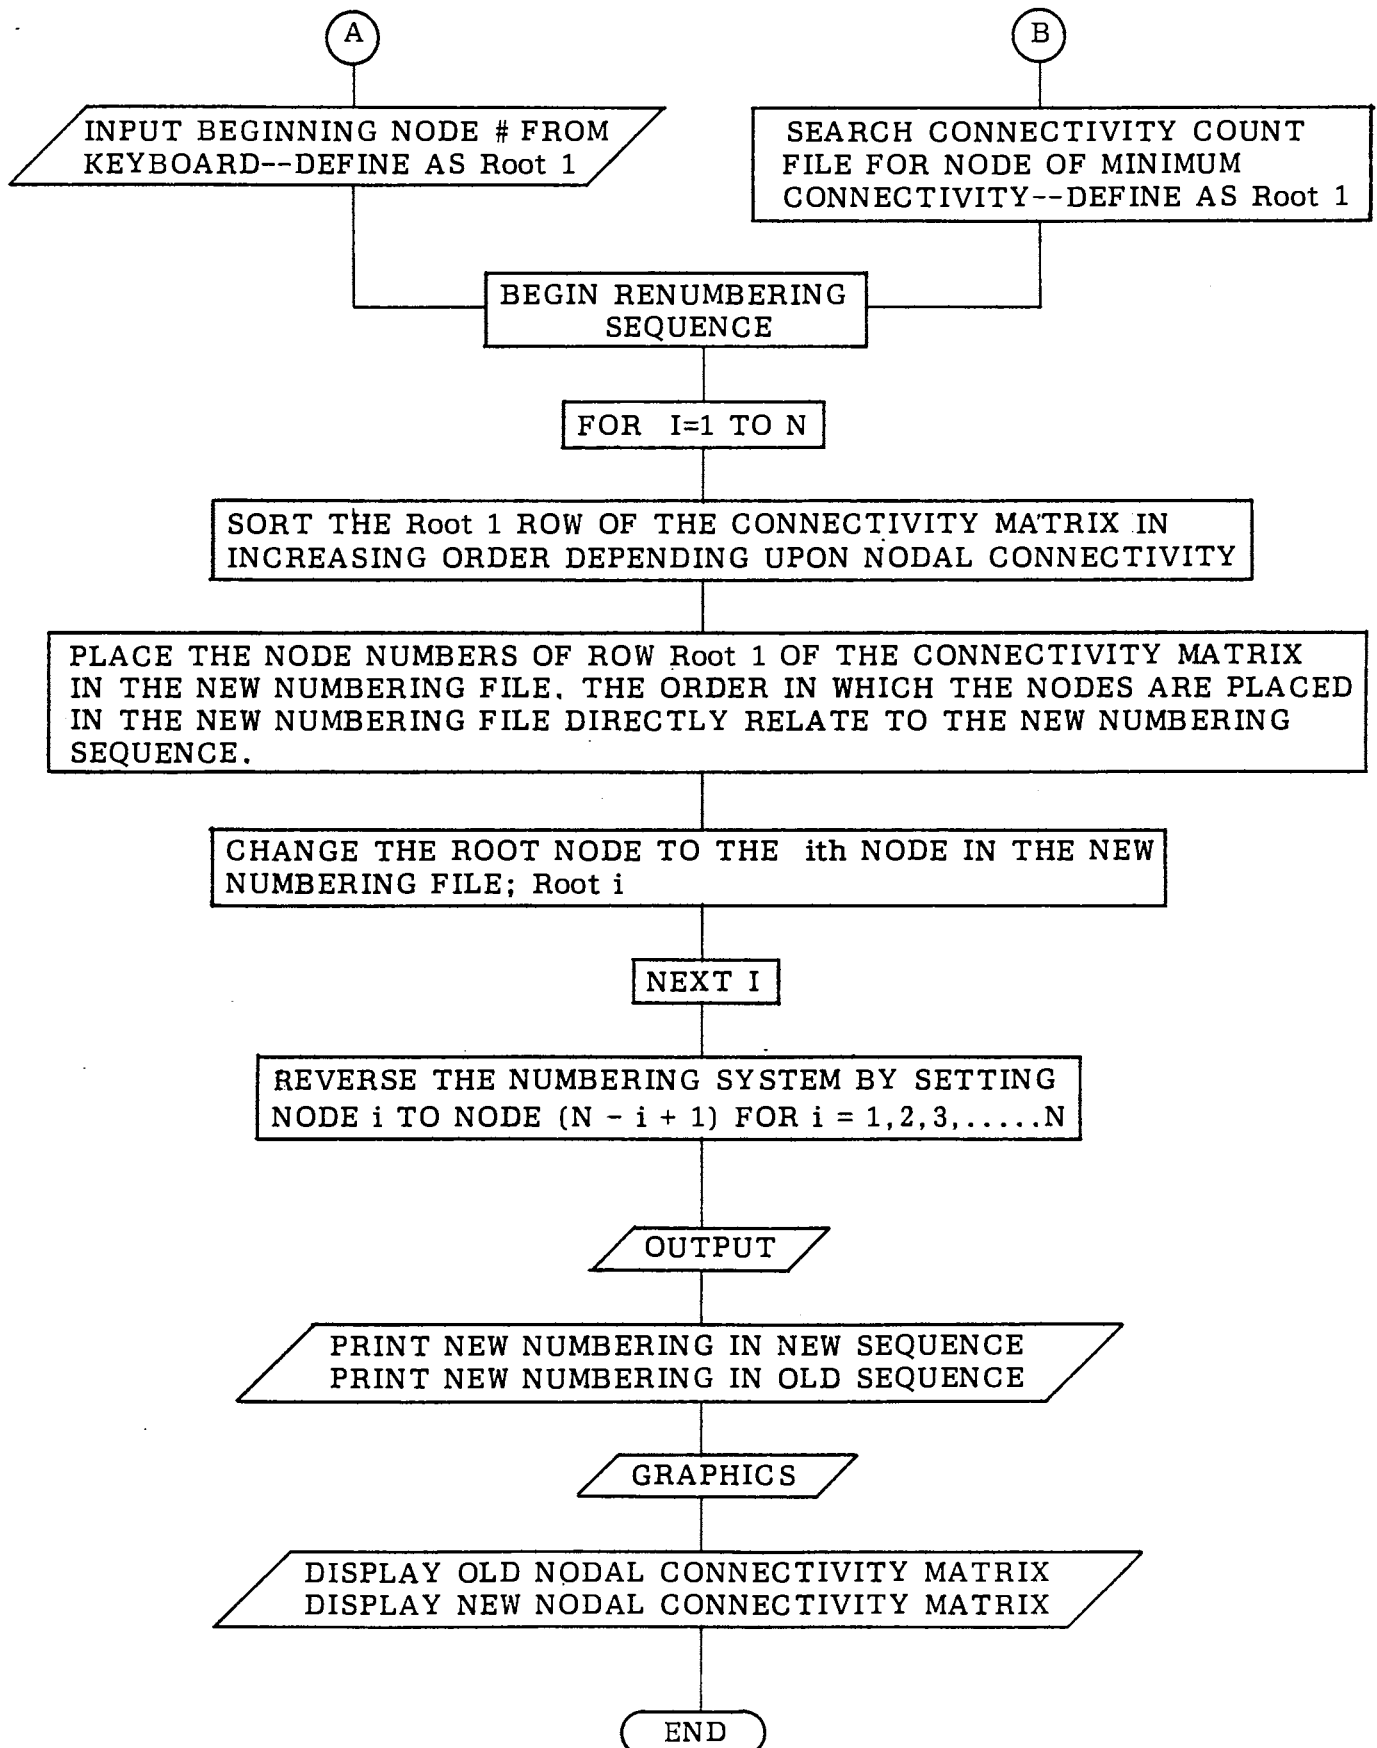 A
B
INPUT BEGINNING NODE # FROM
KEYBOARD--DEFINE AS Root 1
SEARCH CONNECTIVITY COUNT
FILE FOR NODE OF MINIMUM
CONNECTIVITY--DEFINE AS Root 1
BEGIN RENUMBERING
SEQUENCE
FOR I=1 TO N
SORT THE Root 1 ROW OF THE CONNECTIVITY MATRIX IN
INCREASING ORDER DEPENDING UPON NODAL CONNECTIVITY
PLACE THE NODE NUMBERS OF ROW Root 1 OF THE CONNECTIVITY MATRIX
IN THE NEW NUMBERING FILE. THE ORDER IN WHICH THE NODES ARE PLACED
IN THE NEW NUMBERING FILE DIRECTLY RELATE TO THE NEW NUMBERING
SEQUENCE.
CHANGE THE ROOT NODE TO THE ith NODE IN THE NEW
NUMBERING FILE; Root i
NEXT I
REVERSE THE NUMBERING SYSTEM BY SETTING
NODE i TO NODE (N - i + 1) FOR i = 1,2,3,.....N
OUTPUT
PRINT NEW NUMBERING IN NEW SEQUENCE
PRINT NEW NUMBERING IN OLD SEQUENCE
GRAPHICS
DISPLAY OLD NODAL CONNECTIVITY MATRIX
DISPLAY NEW NODAL CONNECTIVITY MATRIX
END